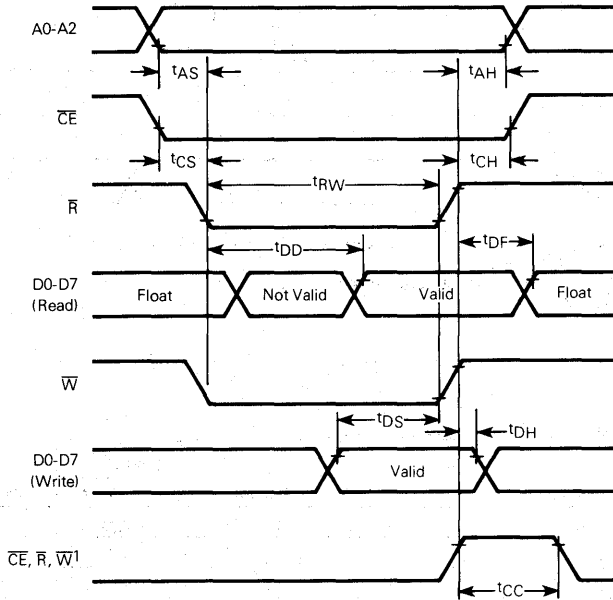 A0-A2
tAS
tAH
CE
tCS
tCH
tRW
R
tDD
tDF
D0-D7
(Read)
Float
Not Valid
Valid
Float
W
tDS
tDH
D0-D7
(Write)
Valid
CE, R, W1
tCC